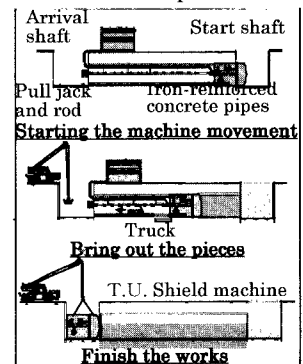 Arrival
shaft
Start shaft
Pull jack
and rod
Iron-reinforced
concrete pipes
Starting the machine movement
Truck
Bring out the pieces
T.U. Shield machine
Finish the works